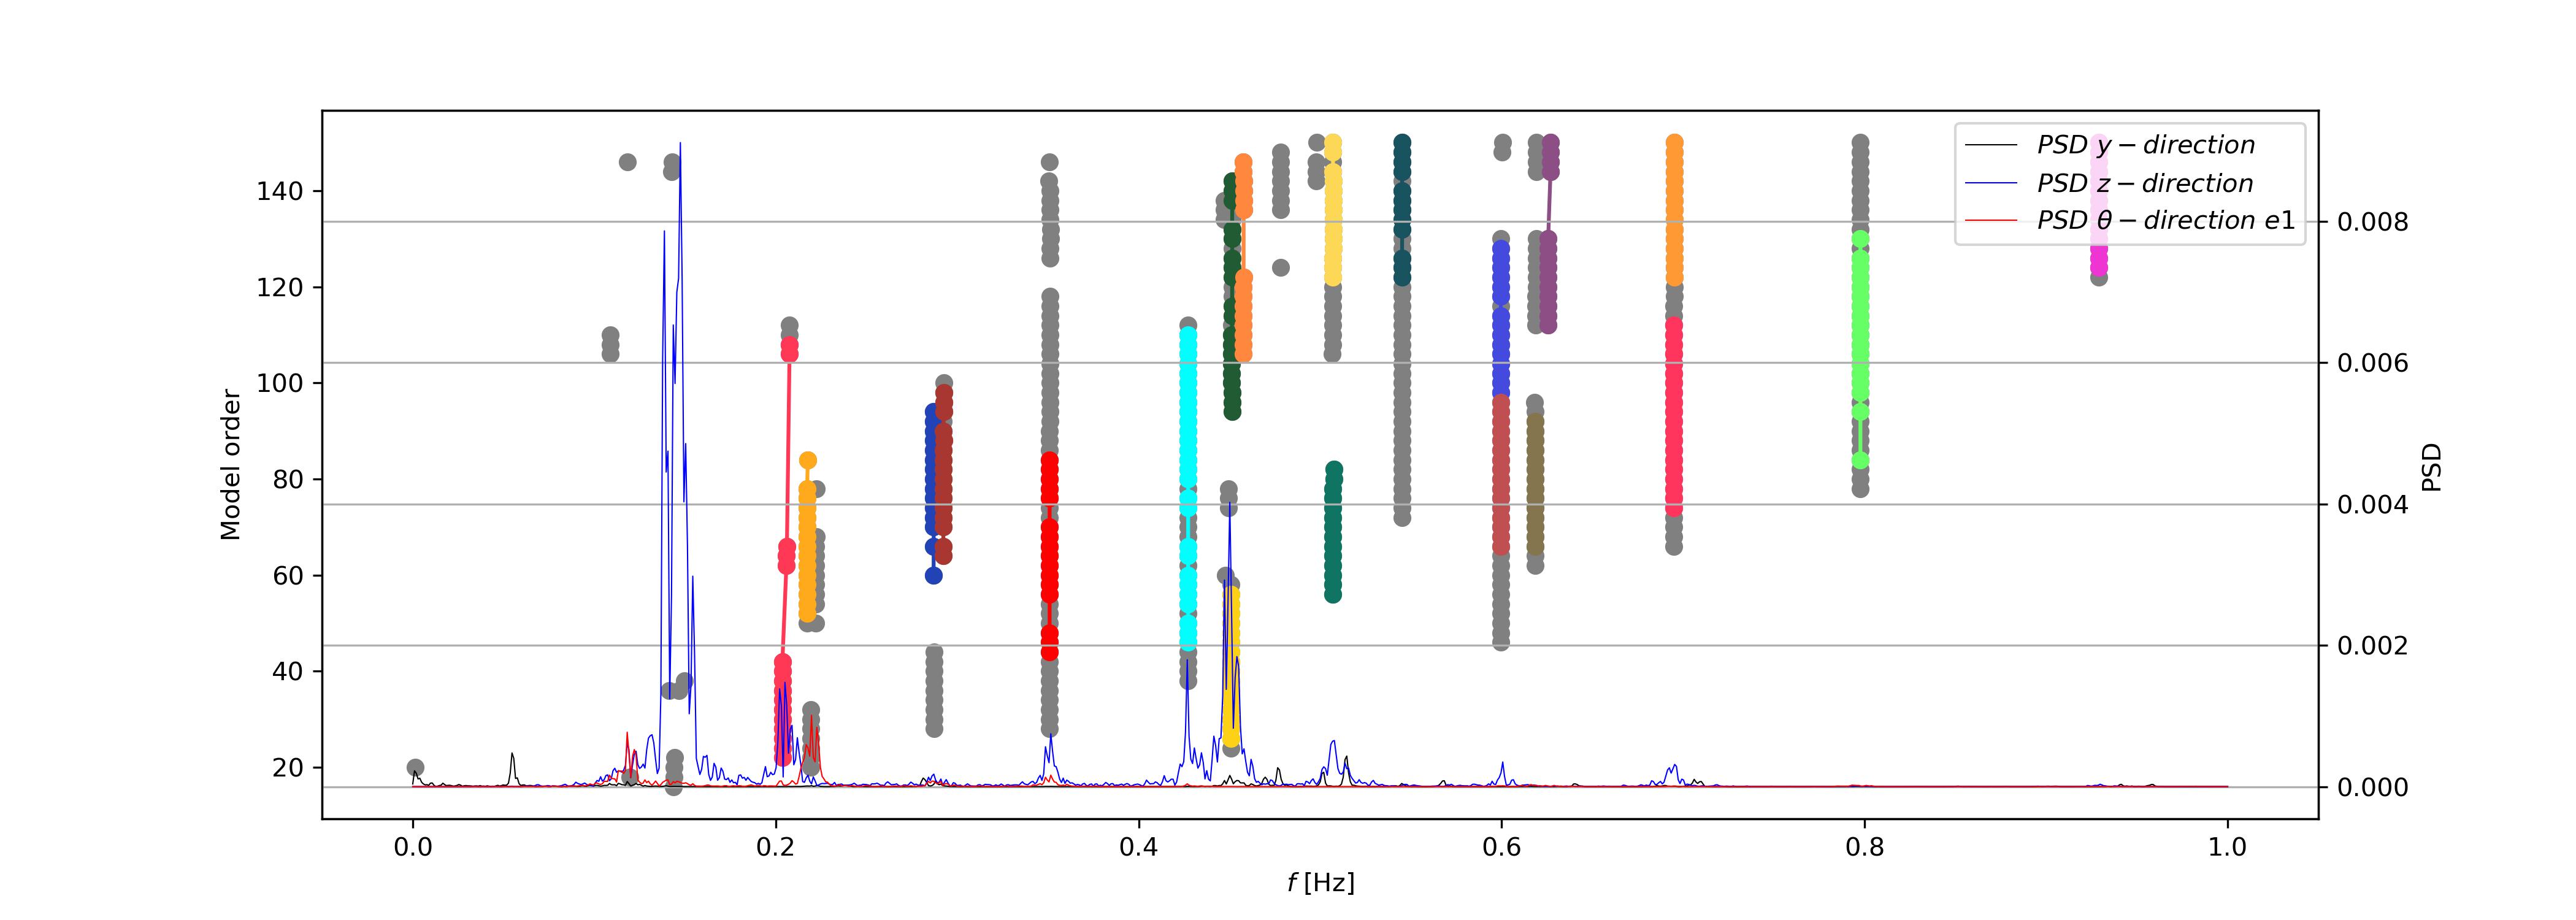 PSD y − direction
PSD z − direction
PSD θ − direction e1
Model order
140
120
100
80
60
40
20
0.008
0.006
0.004
0.002
0.000
PSD
0.0 0.2 0.4 0.6 0.8 1.0
f [Hz]